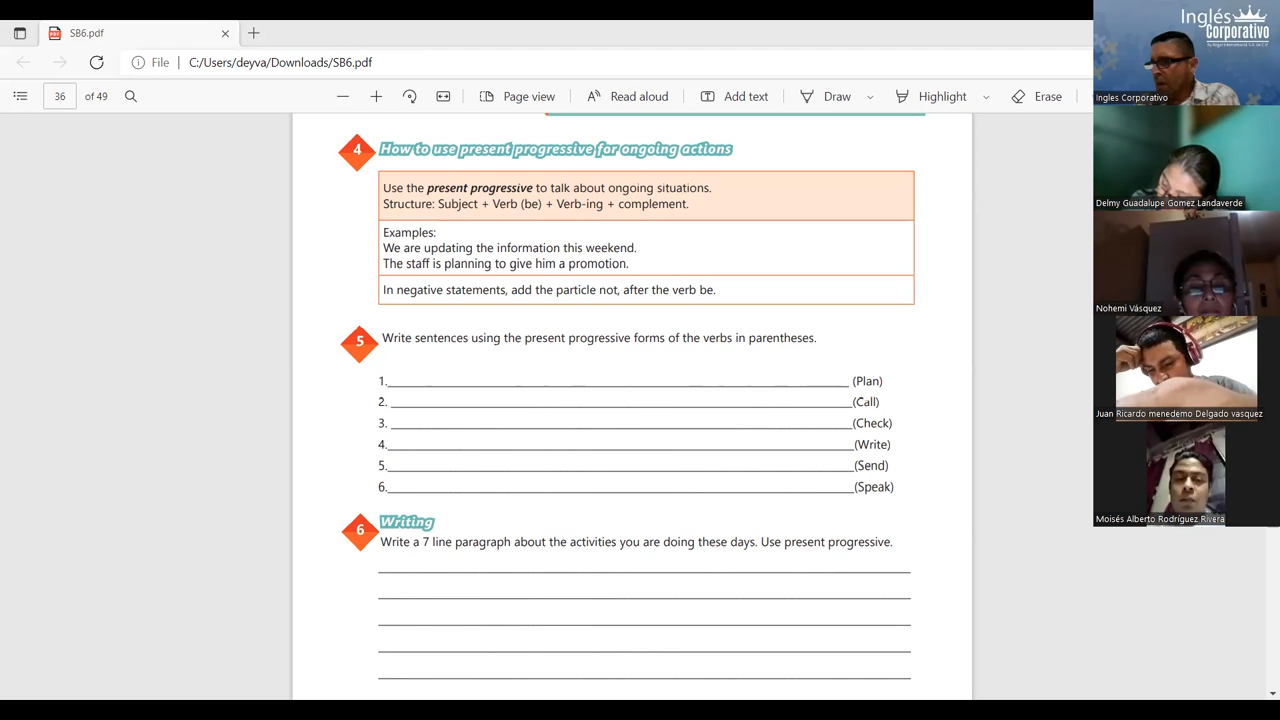 SB6.pdf
File
C:/Users/deyva/Downloads/SB6.pdf
36 of 49
Page view
Read aloud
Add text
Draw
Highlight
Erase
4 How to use present progressive for ongoing actions
Use the present progressive to talk about ongoing situations.
Structure: Subject + Verb (be) + Verb-ing + complement.
Examples:
We are updating the information this weekend.
The staff is planning to give him a promotion.
In negative statements, add the particle not, after the verb be.
5 Write sentences using the present progressive forms of the verbs in parentheses.
1. (Plan)
2. (Call)
3. (Check)
4. (Write)
5. (Send)
6. (Speak)
6 Writing
Write a 7 line paragraph about the activities you are doing these days. Use present progressive.
Inglés
Corporativo
Ingles Corporativo
Delmy Guadalupe Gomez Landaverde
Nohemi Vásquez
Juan Ricardo menedemo Delgado vasquez
Moisés Alberto Rodríguez Rivera